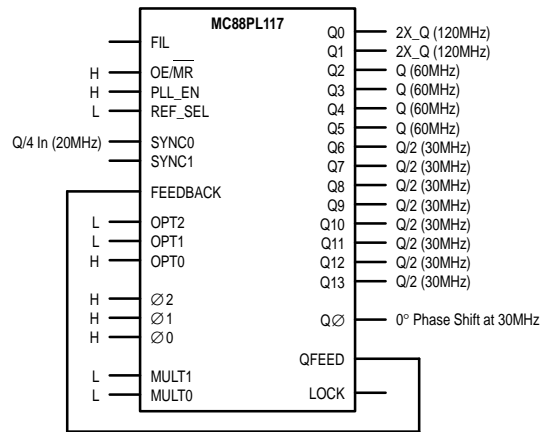 MC88PL117
FIL
H OE/MR
H PLL_EN
L REF_SEL
Q/4 In (20MHz) SYNC0
SYNC1
FEEDBACK
L OPT2
L OPT1
H OPT0
H ∅2
H ∅1
H ∅0
L MULT1
L MULT0
Q0 2X_Q (120MHz)
Q1 2X_Q (120MHz)
Q2 Q (60MHz)
Q3 Q (60MHz)
Q4 Q (60MHz)
Q5 Q (60MHz)
Q6 Q/2 (30MHz)
Q7 Q/2 (30MHz)
Q8 Q/2 (30MHz)
Q9 Q/2 (30MHz)
Q10 Q/2 (30MHz)
Q11 Q/2 (30MHz)
Q12 Q/2 (30MHz)
Q13 Q/2 (30MHz)
Q∅ 0° Phase Shift at 30MHz
QFEED
LOCK